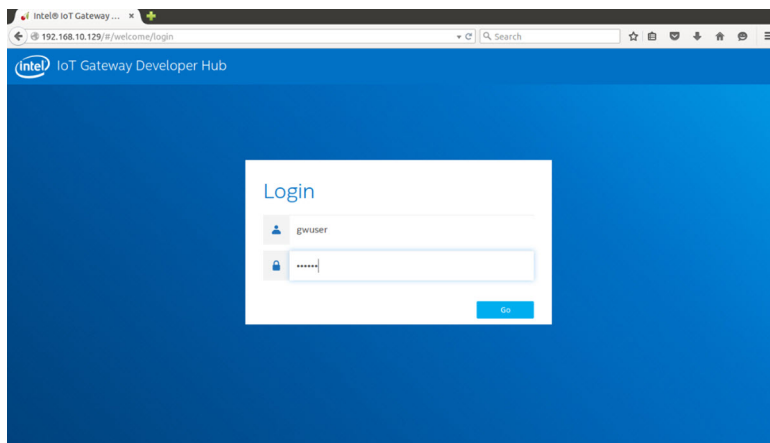 Intel® IoT Gateway ...
192.168.10.129/#/welcome/login
Search
intel IoT Gateway Developer Hub
Login
gwuser
••••••
Go